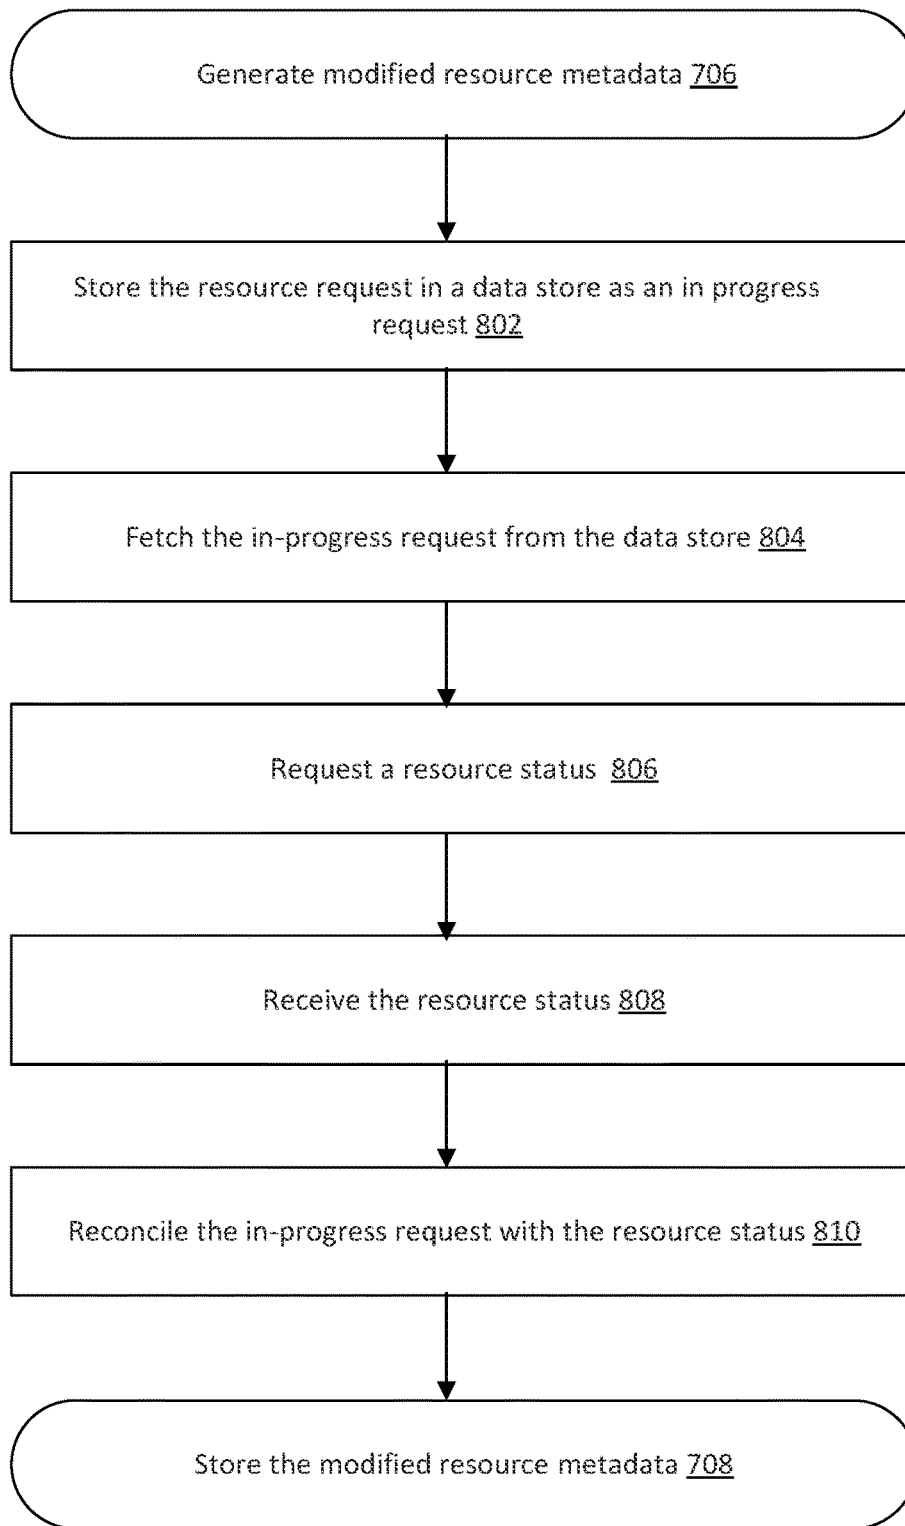 Generate modified resource metadata 706
Store the resource request in a data store as an in progress
request 802
Fetch the in-progress request from the data store 804
Request a resource status 806
Receive the resource status 808
Reconcile the in-progress request with the resource status 810
Store the modified resource metadata 708